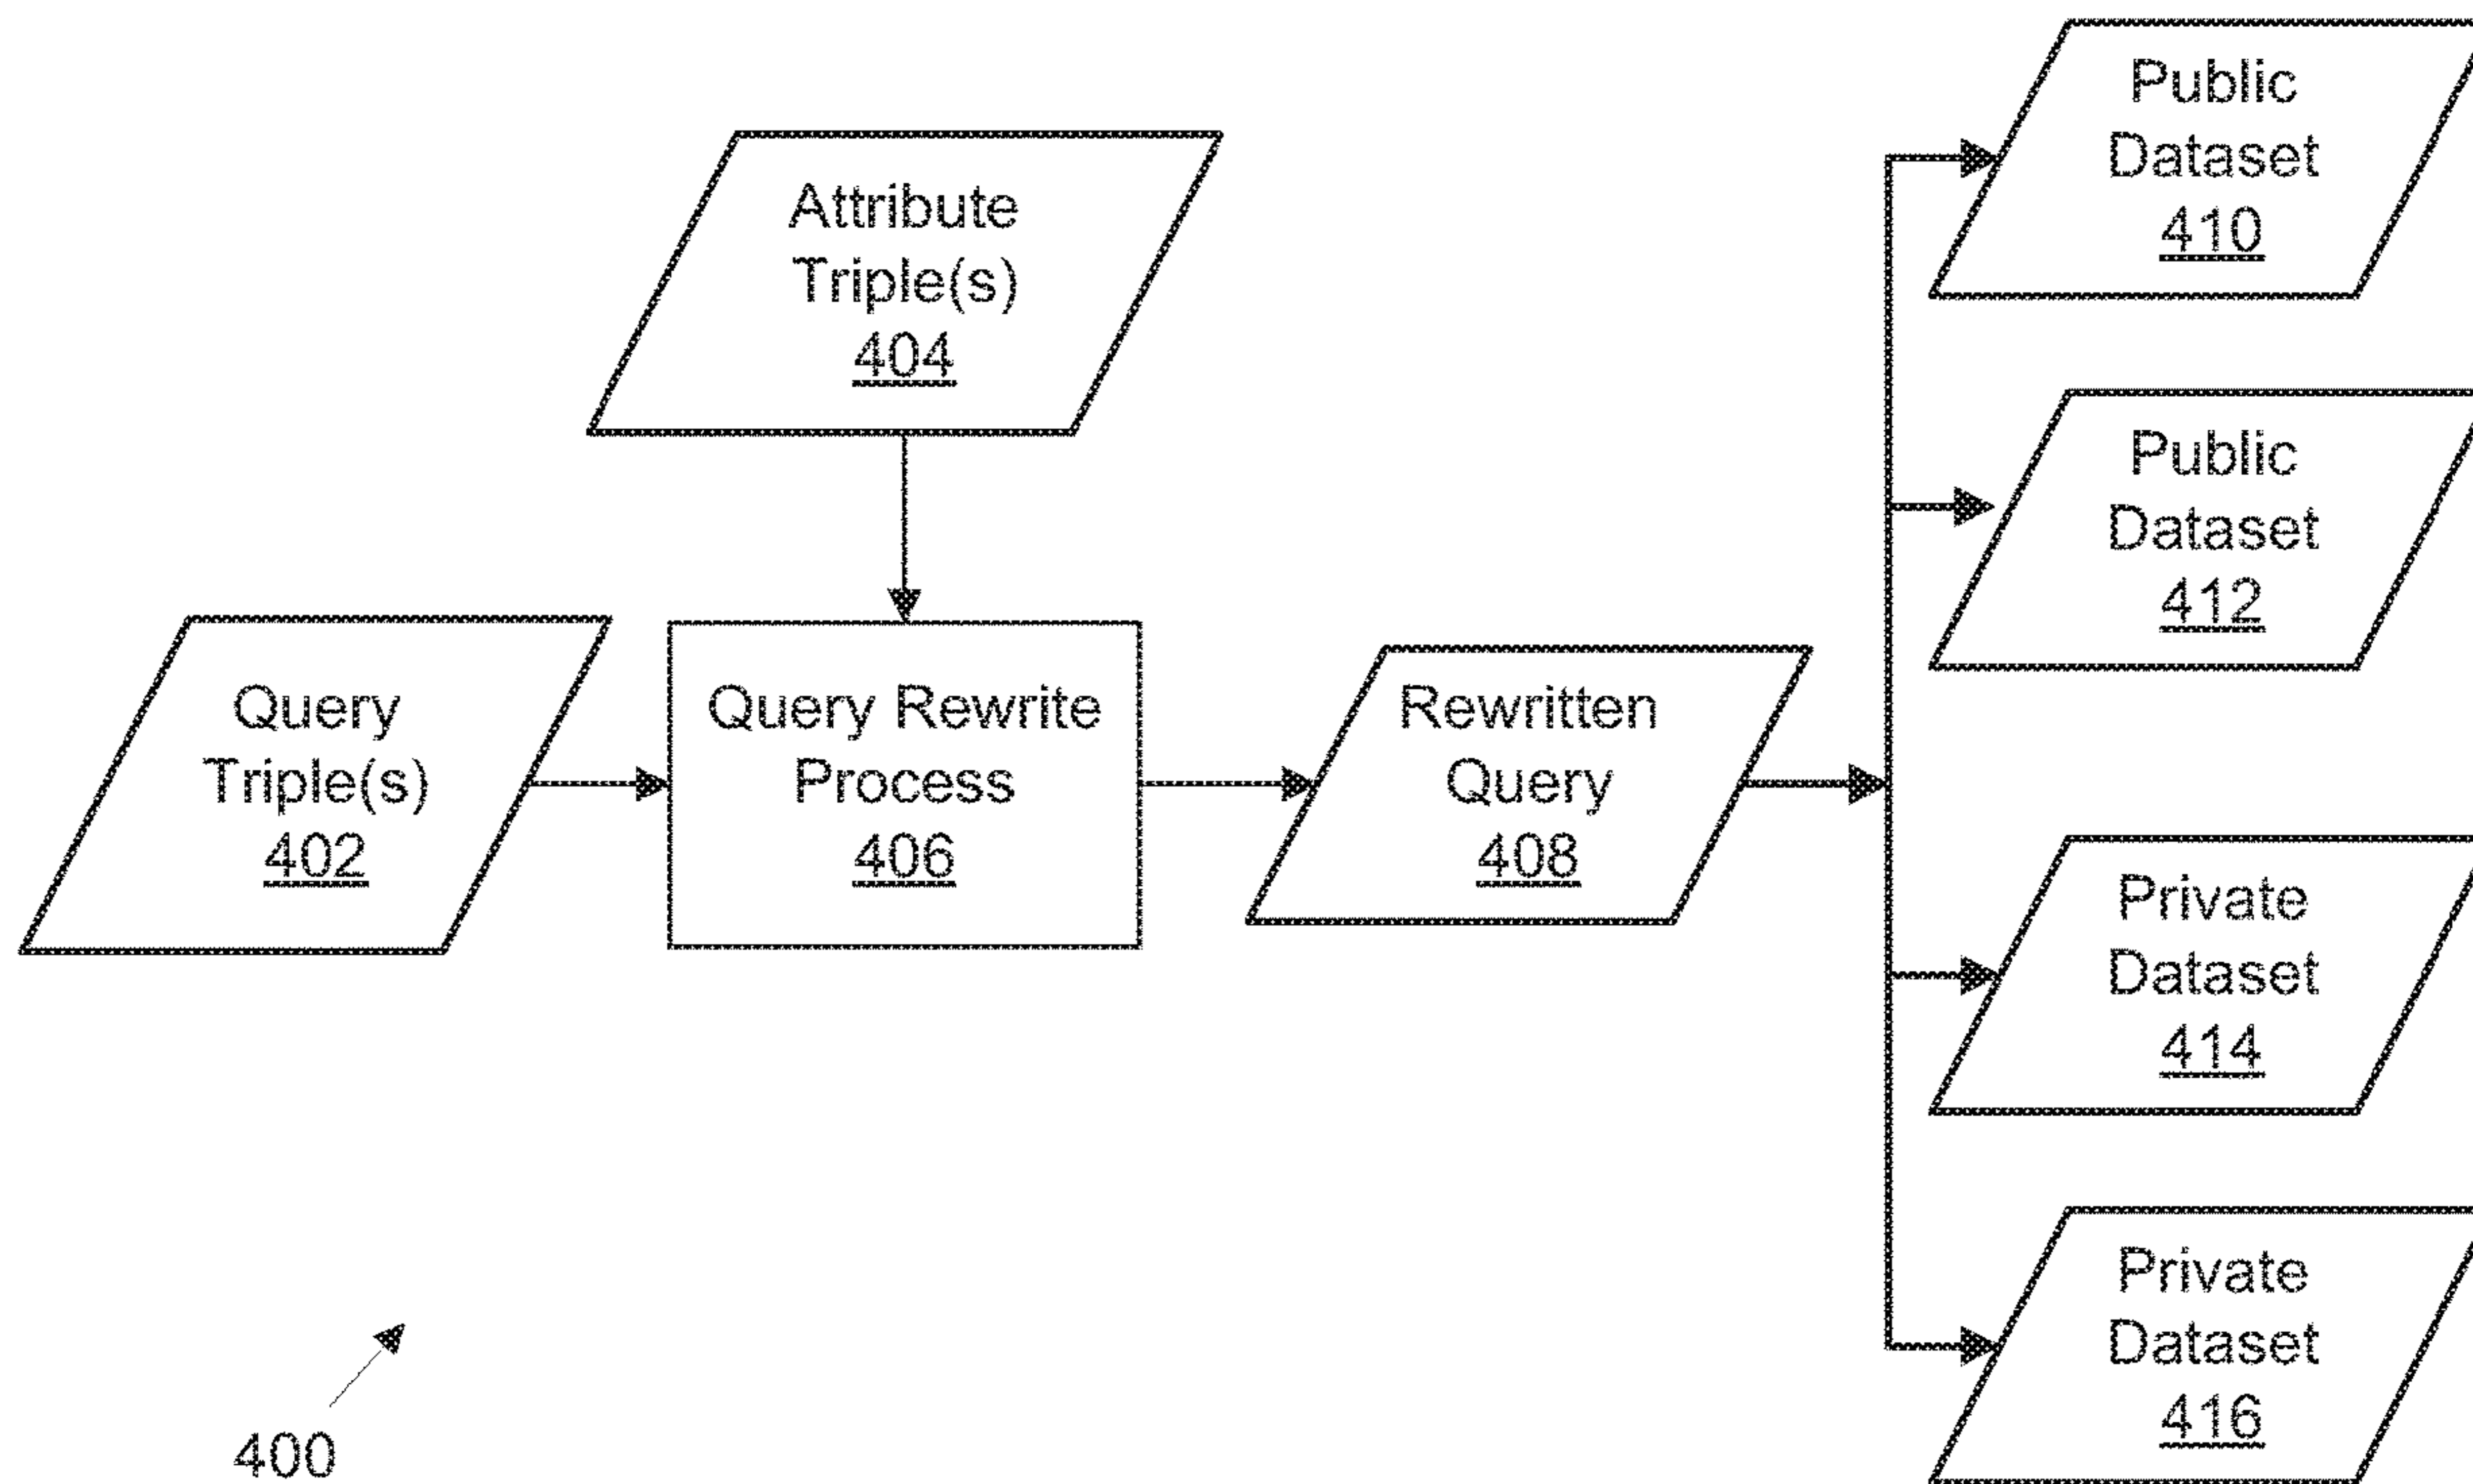 Attribute
Triple(s)
404
Query
Triple(s)
402
Query Rewrite
Process
406
Rewritten
Query
408
Public
Dataset
410
Public
Dataset
412
Private
Dataset
414
Private
Dataset
416
400